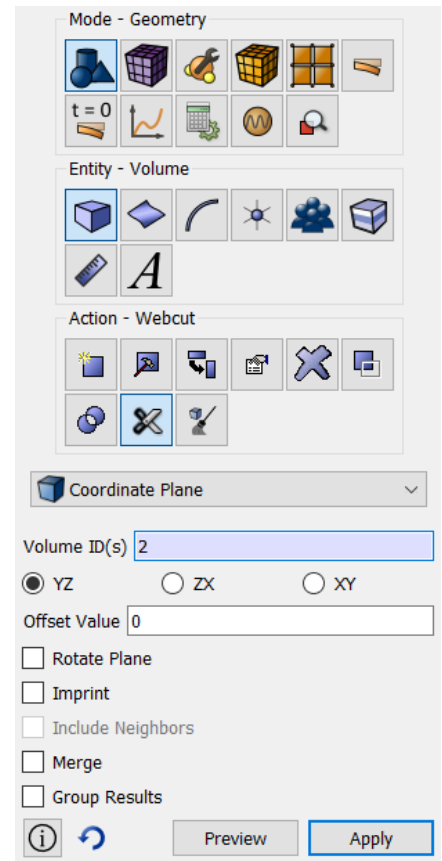 Mode - Geometry
t = 0
Entity - Volume
A
Action - Webcut
Coordinate Plane
Volume ID(s) 2
YZ ZX XY
Offset Value 0
Rotate Plane
Imprint
Include Neighbors
Merge
Group Results
i Preview Apply